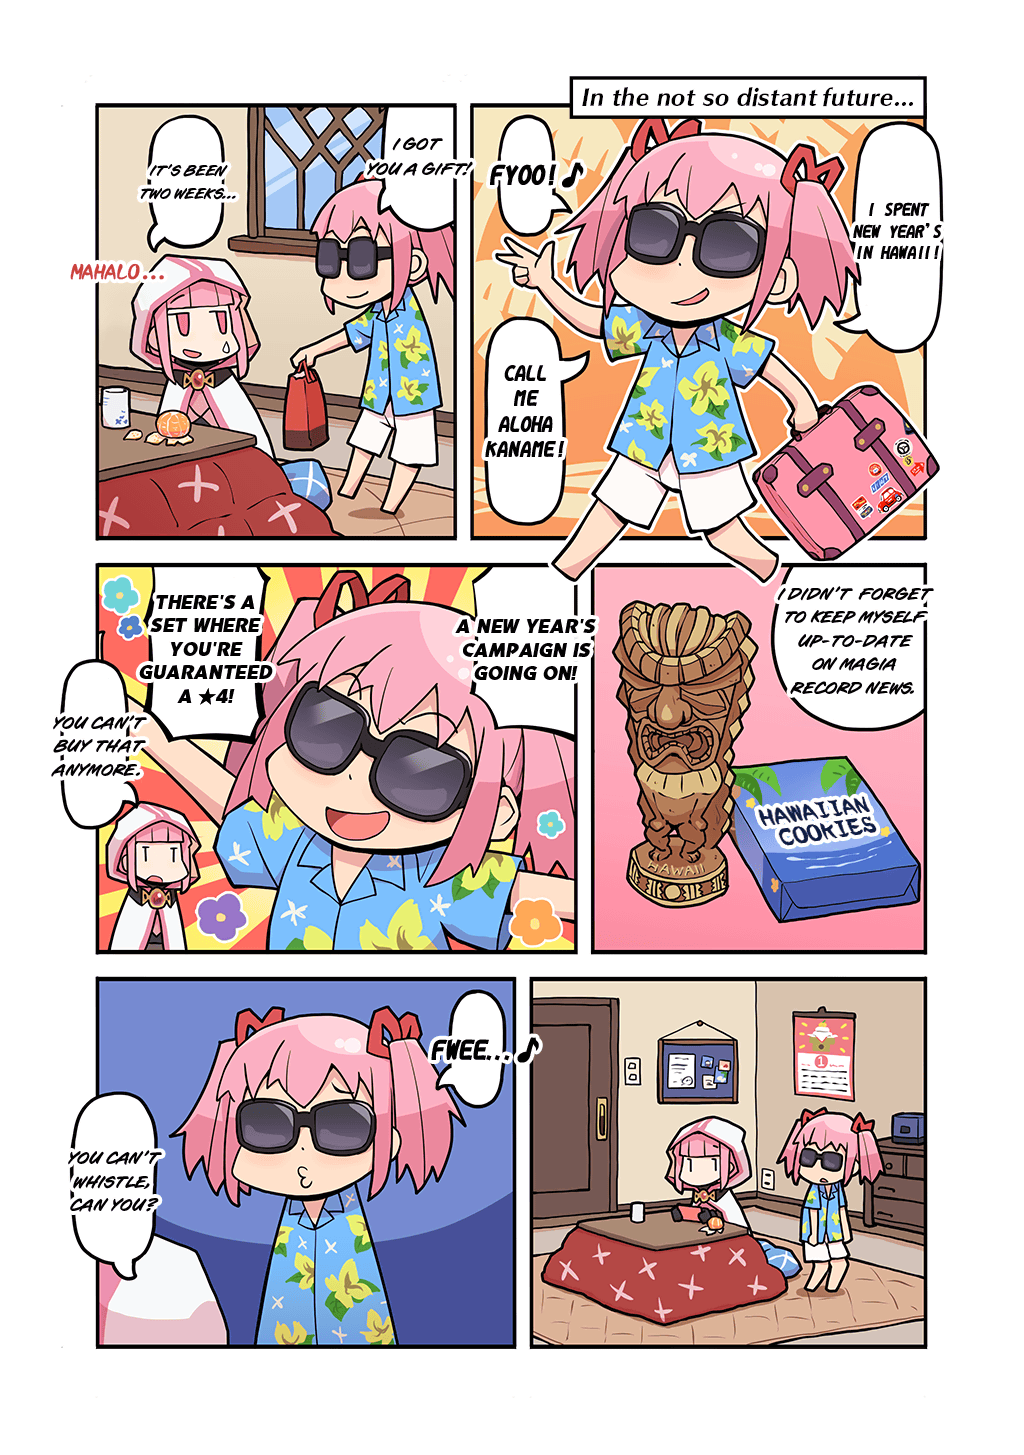 In the not so distant future...
I SPENT
NEW YEAR'S
IN HAWAII!
FYOO! ♪
CALL
ME
ALOHA
KANAME!
I GOT
YOU A GIFT!
IT'S BEEN
TWO WEEKS...
MAHALO...
I DIDN'T FORGET
TO KEEP MYSELF
UP-TO-DATE
ON MAGIA
RECORD NEWS.
HAWAII
HAWAIIAN
COOKIES
A NEW YEAR'S
CAMPAIGN IS
GOING ON!
THERE'S A
SET WHERE
YOU'RE
GUARANTEED
A ★4!
YOU CAN'T
BUY THAT
ANYMORE.
1
FWEE... ♪
YOU CAN'T
WHISTLE,
CAN YOU?